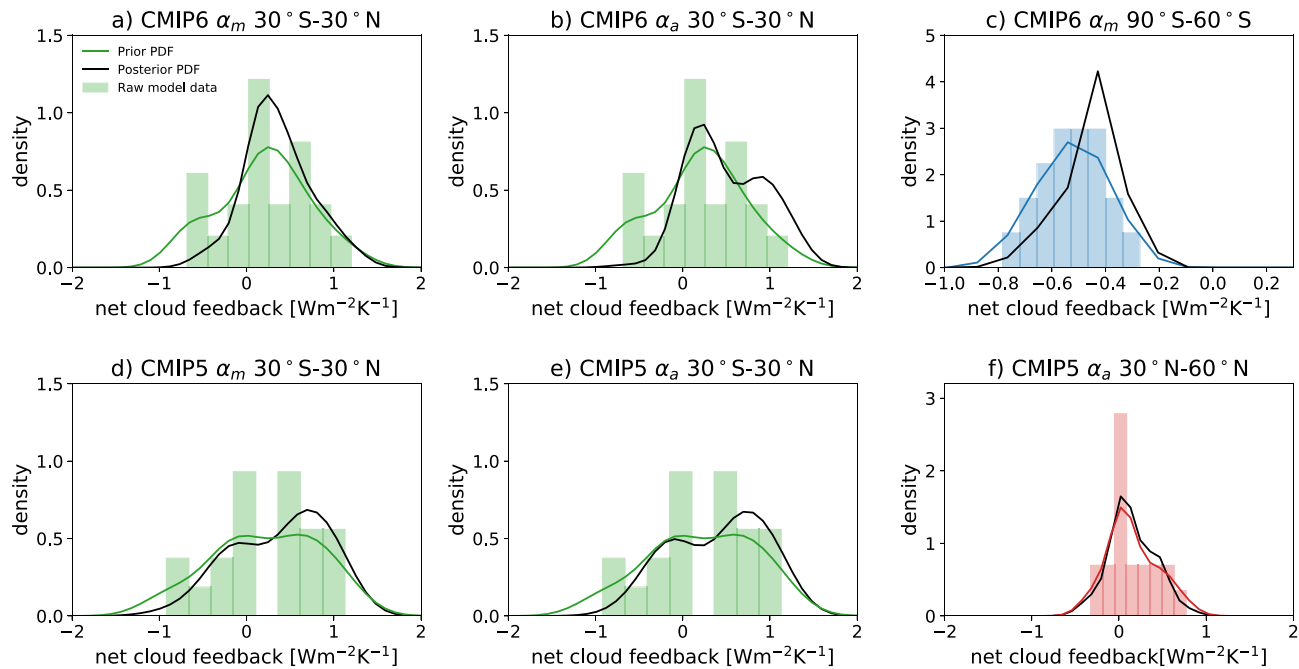 a) CMIP6 αm 30°S-30°N
b) CMIP6 αa 30°S-30°N
c) CMIP6 αm 90°S-60°S
Prior PDF
Posterior PDF
Raw model data
density
1.5
1.0
0.5
0.0
−2 −1 0 1 2
net cloud feedback [Wm−2K−1]
density
1.5
1.0
0.5
0.0
−2 −1 0 1 2
net cloud feedback [Wm−2K−1]
density
5
4
3
2
1
0
−1.0 −0.8 −0.6 −0.4 −0.2 0.0 0.2
net cloud feedback [Wm−2K−1]
d) CMIP5 αm 30°S-30°N
e) CMIP5 αa 30°S-30°N
f) CMIP5 αa 30°N-60°N
density
1.5
1.0
0.5
0.0
−2 −1 0 1 2
net cloud feedback[Wm−2K−1]
density
1.5
1.0
0.5
0.0
−2 −1 0 1 2
net cloud feedback[Wm−2K−1]
density
3
2
1
0
−2 −1 0 1 2
net cloud feedback[Wm−2K−1]